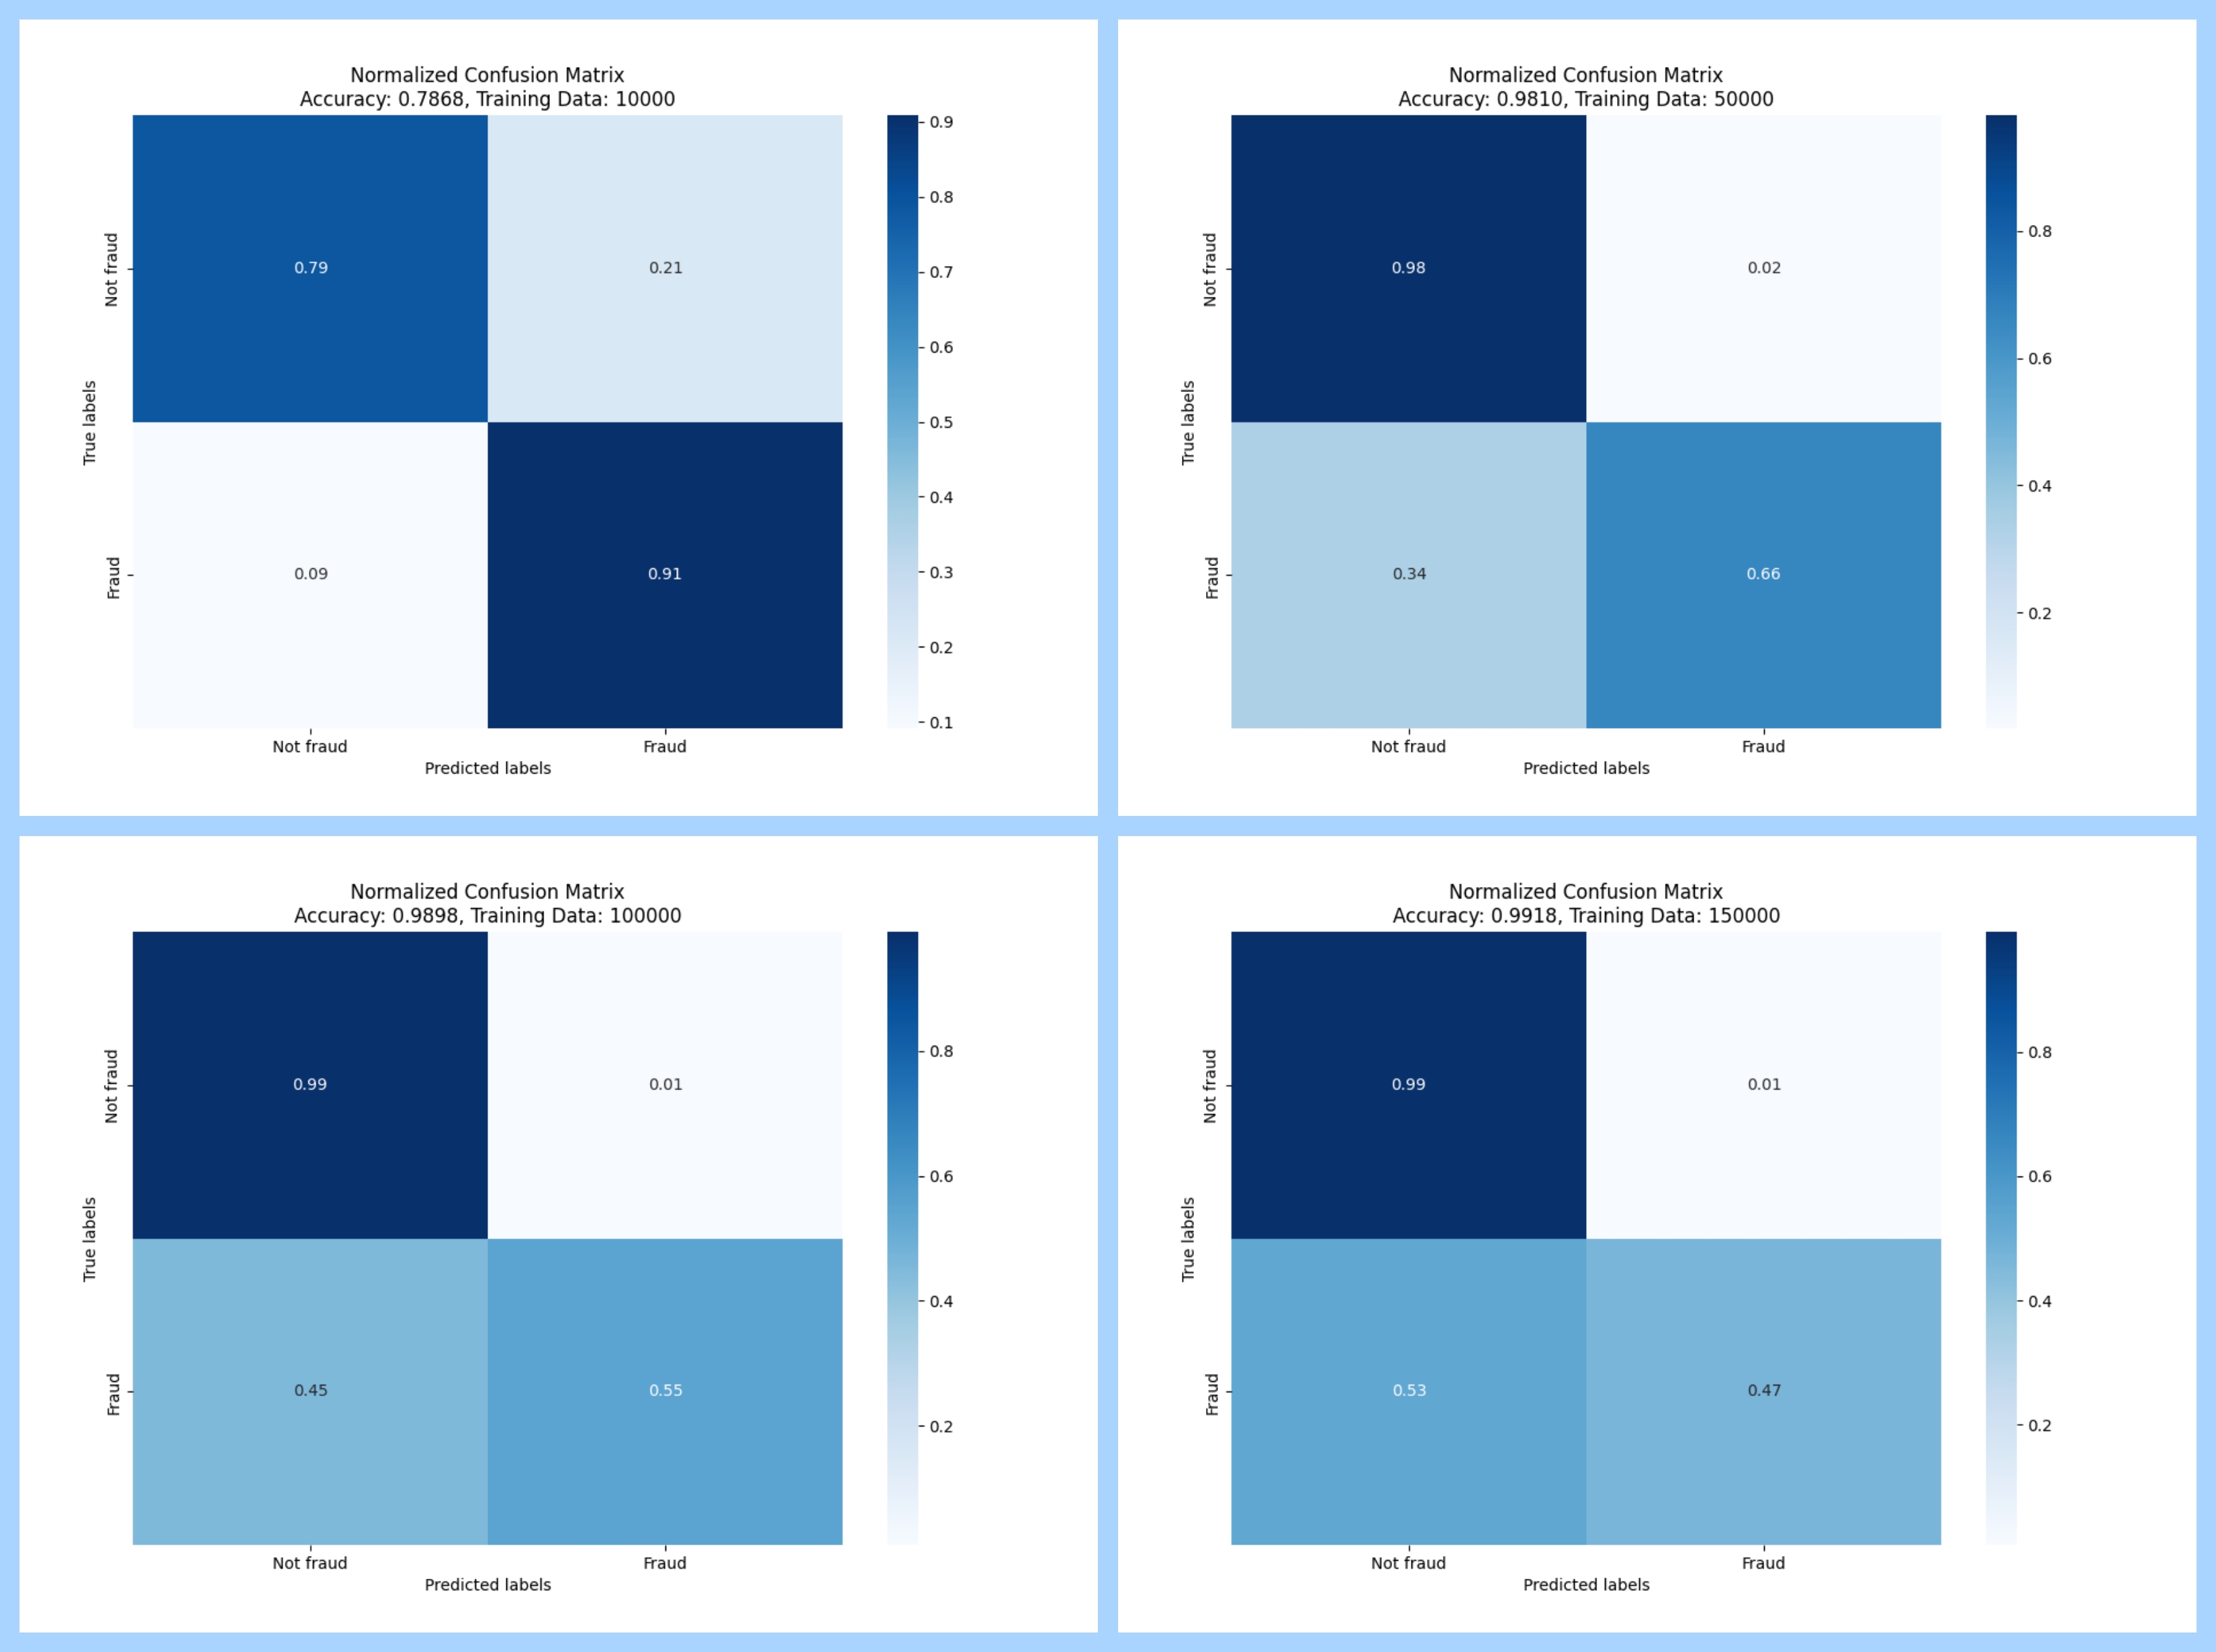 Normalized Confusion Matrix
Accuracy: 0.7868, Training Data: 10000
True labels
Not fraud
Fraud
0.79
0.21
0.09
0.91
Not fraud
Fraud
Predicted labels
0.9
0.8
0.7
0.6
0.5
0.4
0.3
0.2
0.1
Normalized Confusion Matrix
Accuracy: 0.9810, Training Data: 50000
True labels
Not fraud
Fraud
0.98
0.02
0.34
0.66
Not fraud
Fraud
Predicted labels
0.8
0.6
0.4
0.2
Normalized Confusion Matrix
Accuracy: 0.9898, Training Data: 100000
True labels
Not fraud
Fraud
0.99
0.01
0.45
0.55
Not fraud
Fraud
Predicted labels
0.8
0.6
0.4
0.2
Normalized Confusion Matrix
Accuracy: 0.9918, Training Data: 150000
True labels
Not fraud
Fraud
0.99
0.01
0.53
0.47
Not fraud
Fraud
Predicted labels
0.8
0.6
0.4
0.2